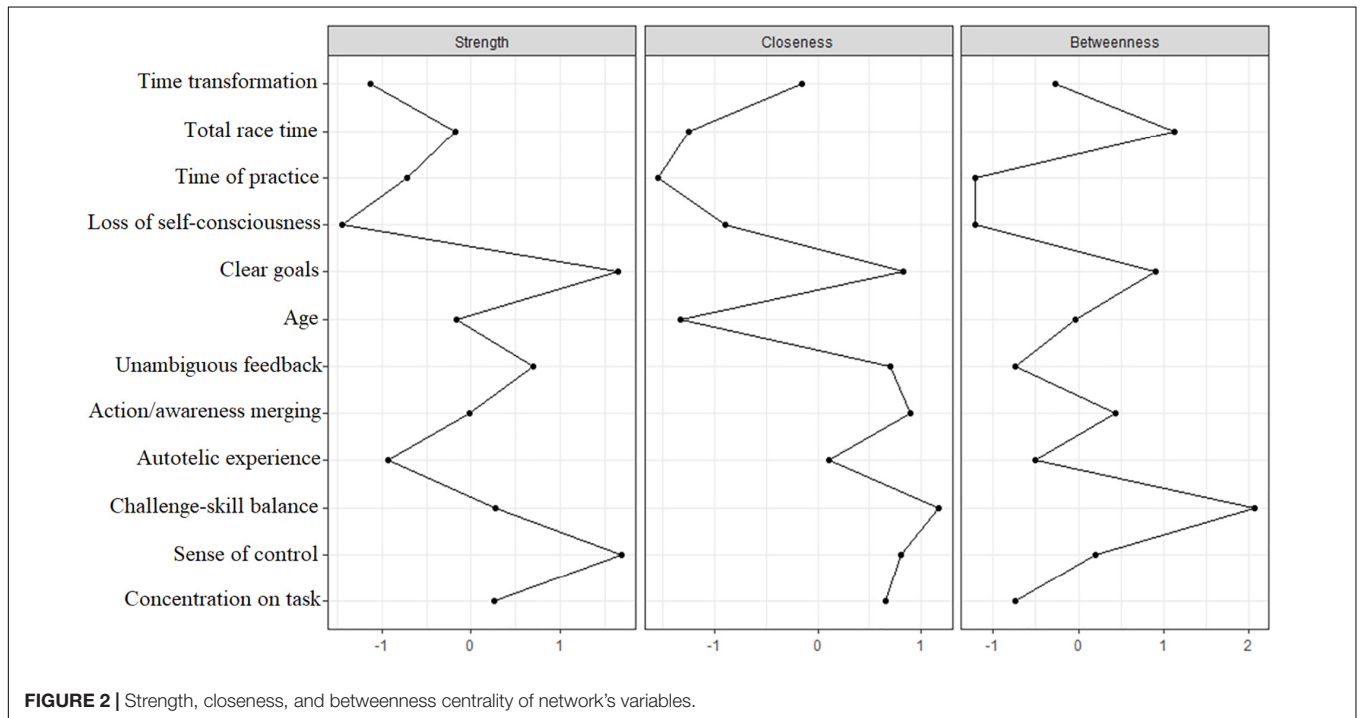 Strength Closeness Betweenness
Time transformation
Total race time
Time of practice
Loss of self-consciousness
Clear goals
Age
Unambiguous feedback
Action/awareness merging
Autotelic experience
Challenge-skill balance
Sense of control
Concentration on task
-1 0 1 -1 0 1 -1 0 1 2
FIGURE 2 | Strength, closeness, and betweenness centrality of network's variables.